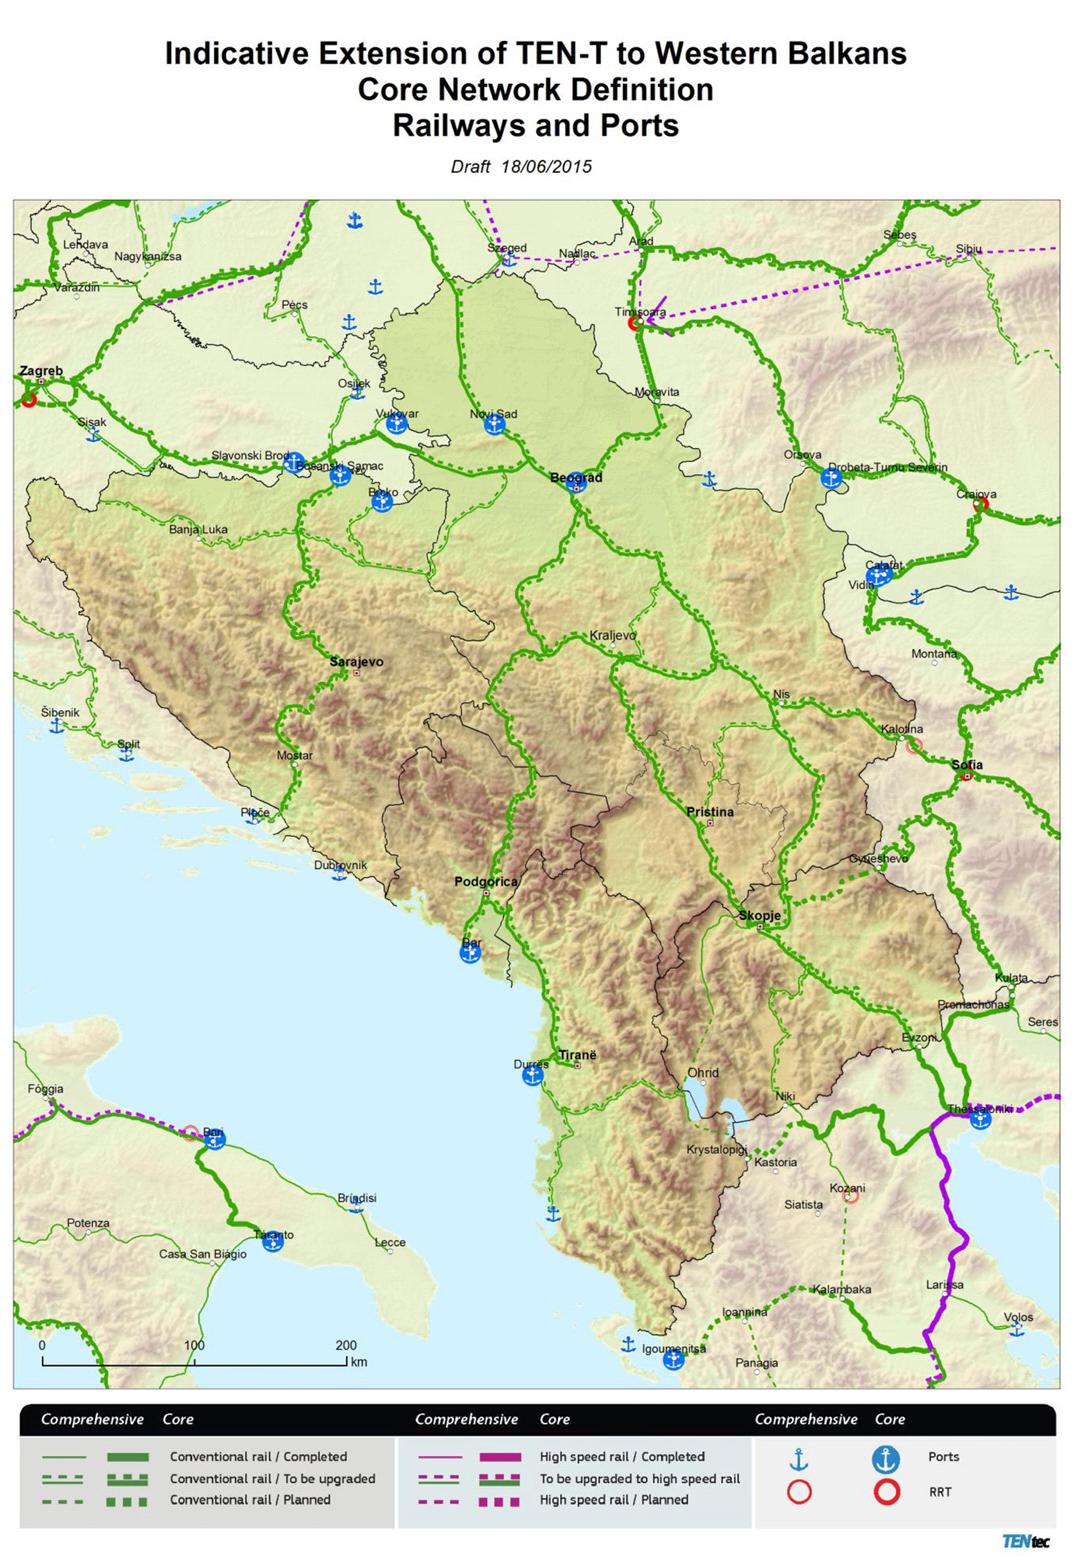 Indicative Extension of TEN-T to Western Balkans
Core Network Definition
Railways and Ports
Draft 18/06/2015
Lendava
Nagykanizsa
Varazdin
Szeged
Nadlac
Arad
Sebeş
Sibiu
Pécs
Timişoara
Zagreb
Osijek
Moravita
Sisak
Vukovar
Novi Sad
Slavonski Brod
Bosanski Samac
Orsova
Drobeta-Turnu Severin
Beograd
Brcko
Craiova
Banja Luka
Calafat
Vidin
Kraljevo
Montana
Sarajevo
Nis
Šibenik
Kalotina
Split
Mostar
Sofia
Ploče
Pristina
Dubrovnik
Gyueshevo
Podgorica
Skopje
Bar
Kulata
Promachonas
Seres
Evzoni
Tiranë
Durrës
Ohrid
Fóggia
Niki
Thessaloniki
Bari
Krystalopigi
Kastoria
Kozani
Bríndisi
Siatista
Potenza
Taranto
Lecce
Casa San Biágio
Larissa
Kalambaka
Ioannina
Volos
0 100 200
km
Igoumenitsa
Panagia
Comprehensive Core Comprehensive Core Comprehensive Core
Conventional rail / Completed High speed rail / Completed Ports
Conventional rail / To be upgraded To be upgraded to high speed rail
Conventional rail / Planned High speed rail / Planned RRT
TENtec